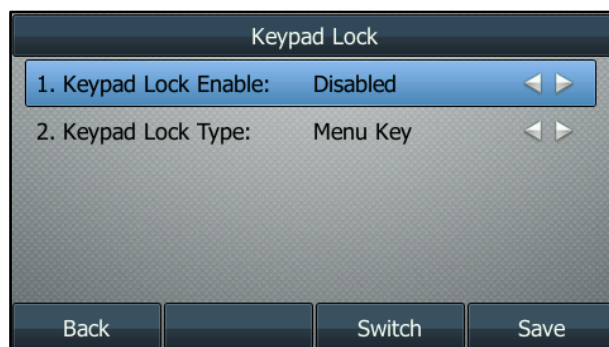 Keypad Lock
1. Keypad Lock Enable: Disabled
2. Keypad Lock Type: Menu Key
Back Switch Save